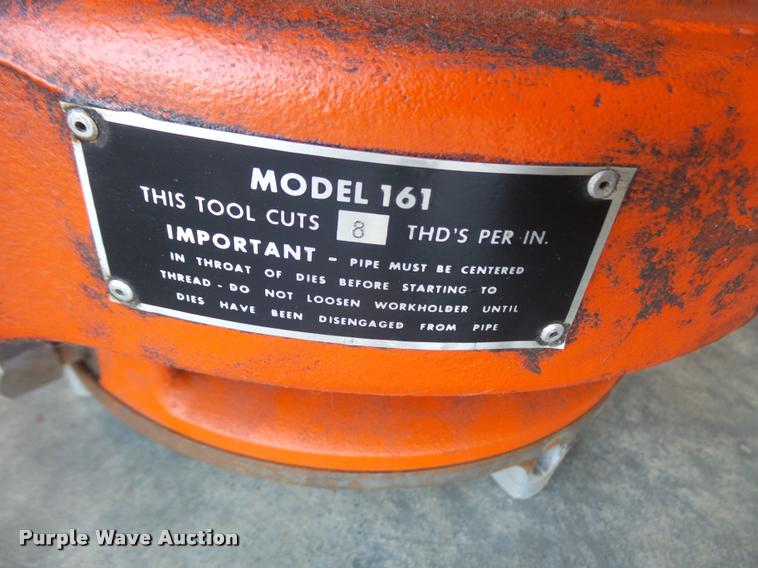 MODEL 161
THIS TOOL CUTS 8 THD'S PER IN.
IMPORTANT - PIPE MUST BE CENTERED
IN THROAT OF DIES BEFORE STARTING TO
THREAD - DO NOT LOOSEN WORKHOLDER UNTIL
DIES HAVE BEEN DISENGAGED FROM PIPE
Purple Wave Auction